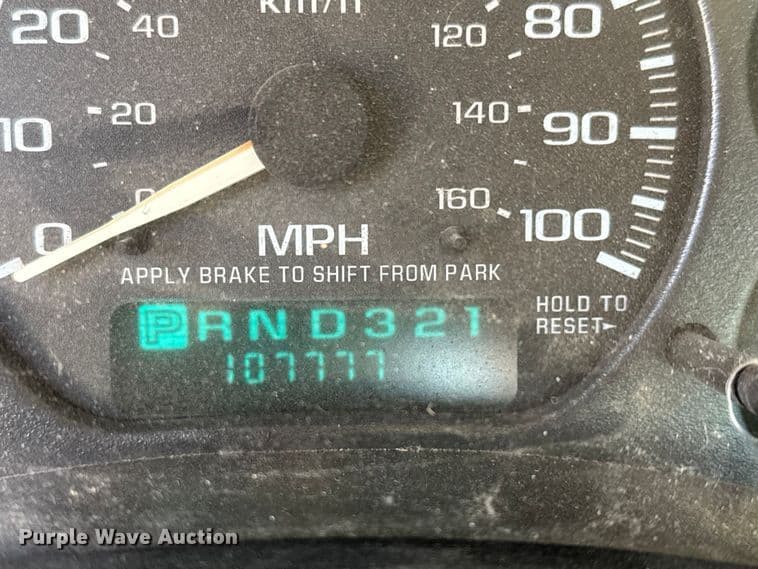 km/h
20 40 120 80
10 20 140 90
0 0 160 100
MPH
APPLY BRAKE TO SHIFT FROM PARK
HOLD TO
RESET
P R N D 3 2 1
107777
Purple Wave Auction